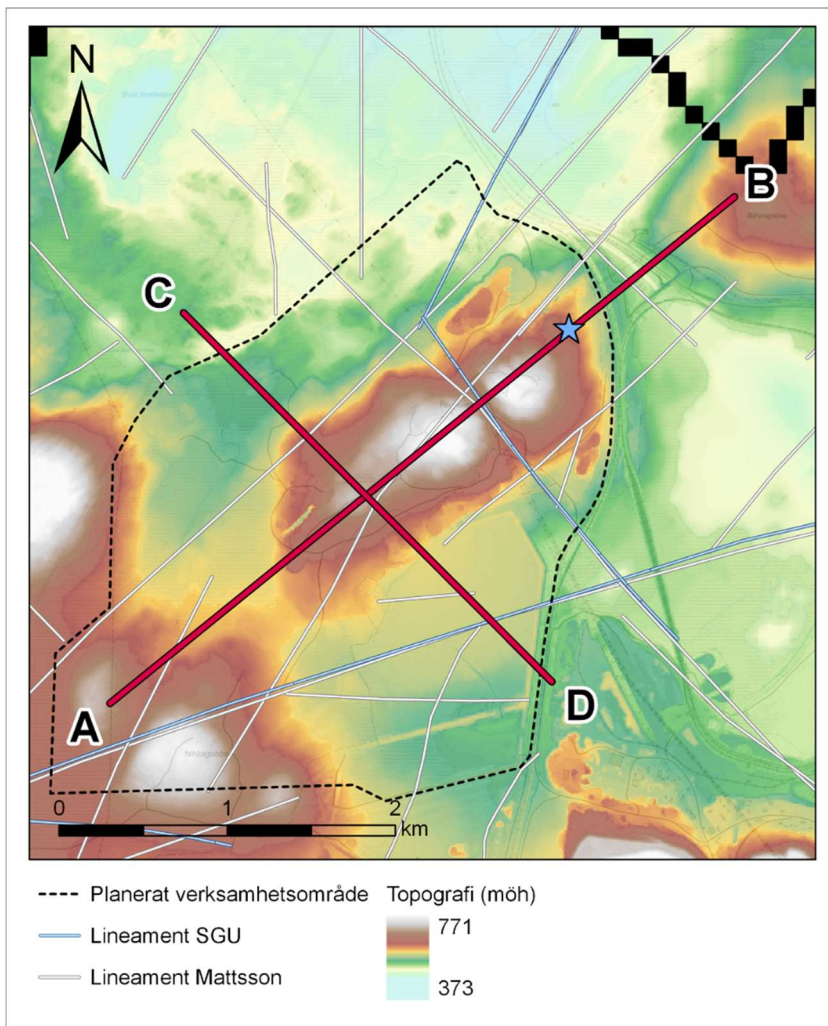 N
B
C
A
D
0 1 2
km
Planerat verksamhetsområde
Lineament SGU
Lineament Mattsson
Topografi (möh)
771
373